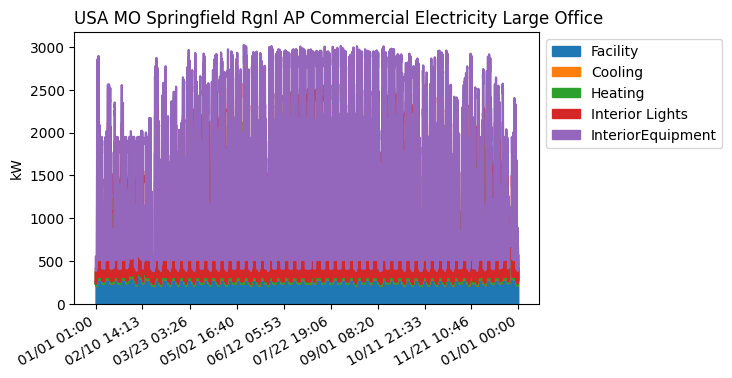 USA MO Springfield Rgnl AP Commercial Electricity Large Office
kW
3000
2500
2000
1500
1000
500
0
01/01 01:00
02/10 14:13
03/23 03:26
05/02 16:40
06/12 05:53
07/22 19:06
09/01 08:20
10/11 21:33
11/21 10:46
01/01 00:00
Facility
Cooling
Heating
Interior Lights
InteriorEquipment